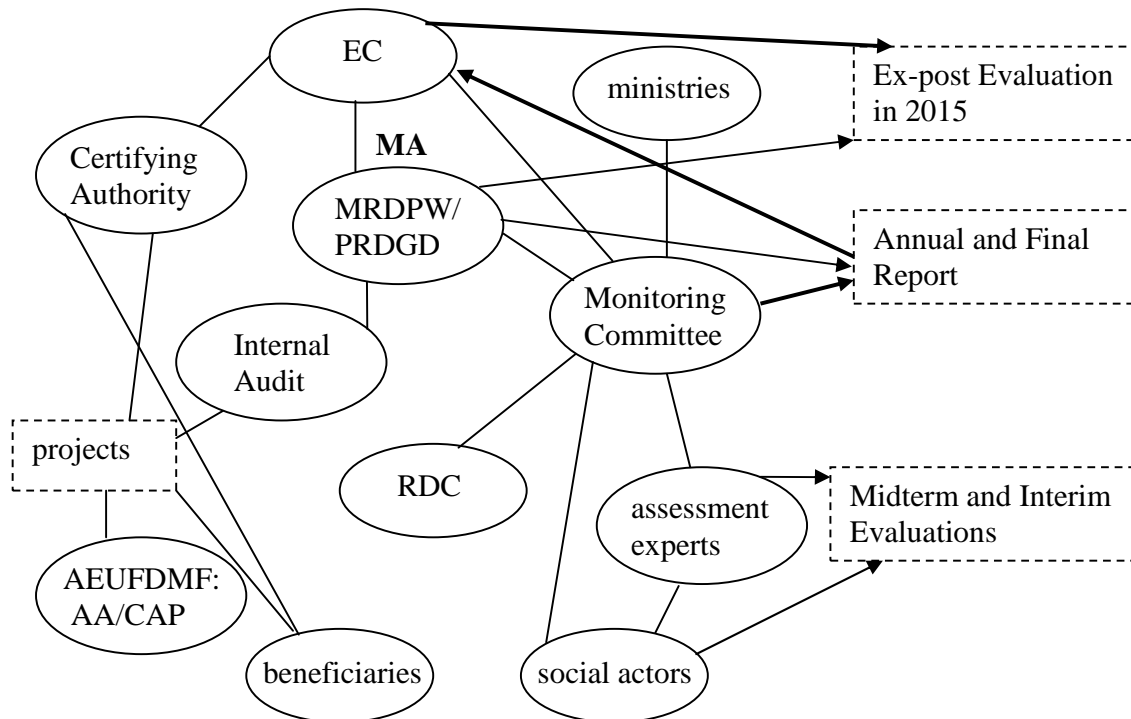 EC
ministries
Ex-post Evaluation
in 2015
MA
Certifying
Authority
MRDPW/
PRDGD
Annual and Final
Report
Monitoring
Committee
Internal
Audit
projects
RDC
assessment
experts
Midterm and Interim
Evaluations
AEUFDMF:
AA/CAP
beneficiaries
social actors